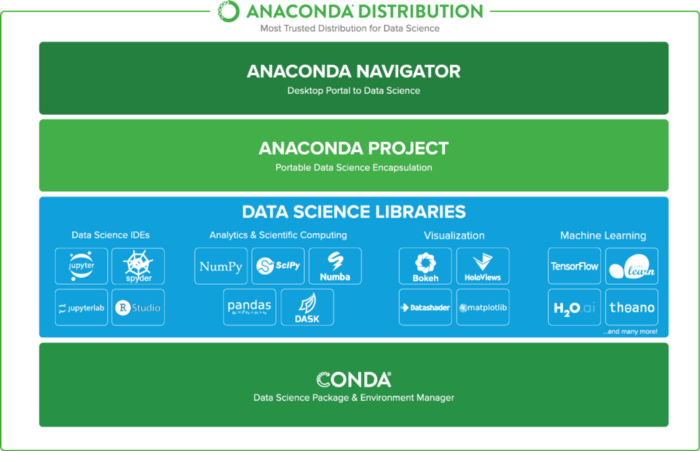 ANACONDA DISTRIBUTION
Most Trusted Distribution for Data Science
ANACONDA NAVIGATOR
Desktop Portal to Data Science
ANACONDA PROJECT
Portable Data Science Encapsulation
DATA SCIENCE LIBRARIES
Data Science IDEs
jupyter
spyder
jupyterlab
R Studio
Analytics & Scientific Computing
NumPy
SciPy
Numba
pandas
DASK
Visualization
Bokeh
HoloViews
Datashader
matplotlib
Machine Learning
TensorFlow
learn
H2O.ai
theano
...and many more!
CONDA®
Data Science Package & Environment Manager